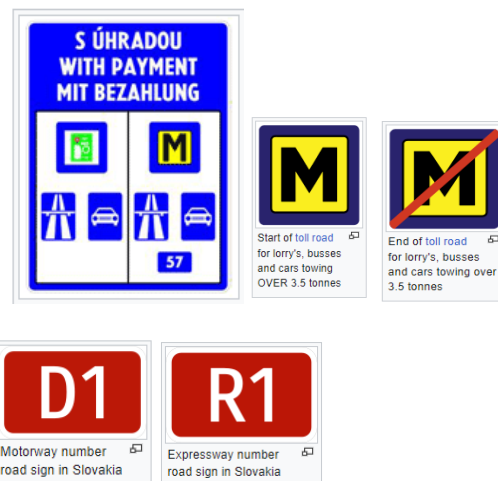 S ÚHRADOU
WITH PAYMENT
MIT BEZAHLUNG
M
57
M
Start of toll road
for lorry's, busses
and cars towing
OVER 3.5 tonnes
M
End of toll road
for lorry's, busses
and cars towing over
3.5 tonnes
D1
Motorway number
road sign in Slovakia
R1
Expressway number
road sign in Slovakia